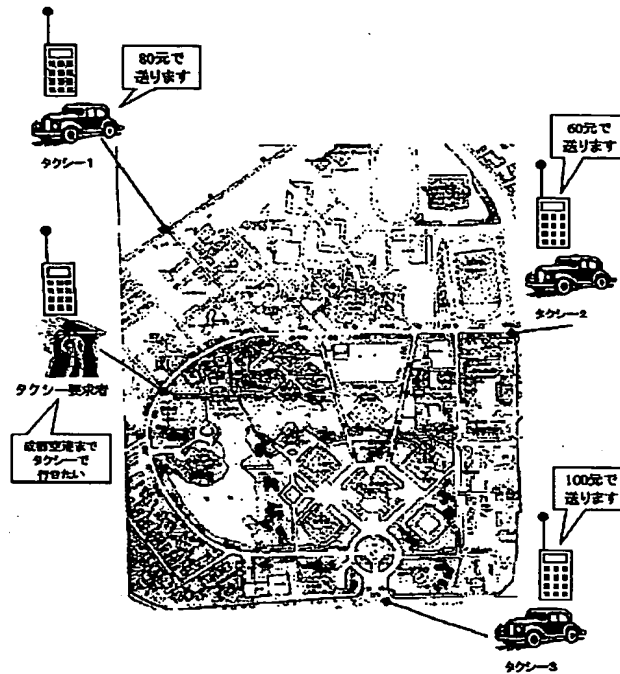 80元で
送ります
タクシー1
60元で
送ります
タクシー2
タクシー要求者
空港まで
タクシーで
行きたい
100元で
送ります
タクシー3